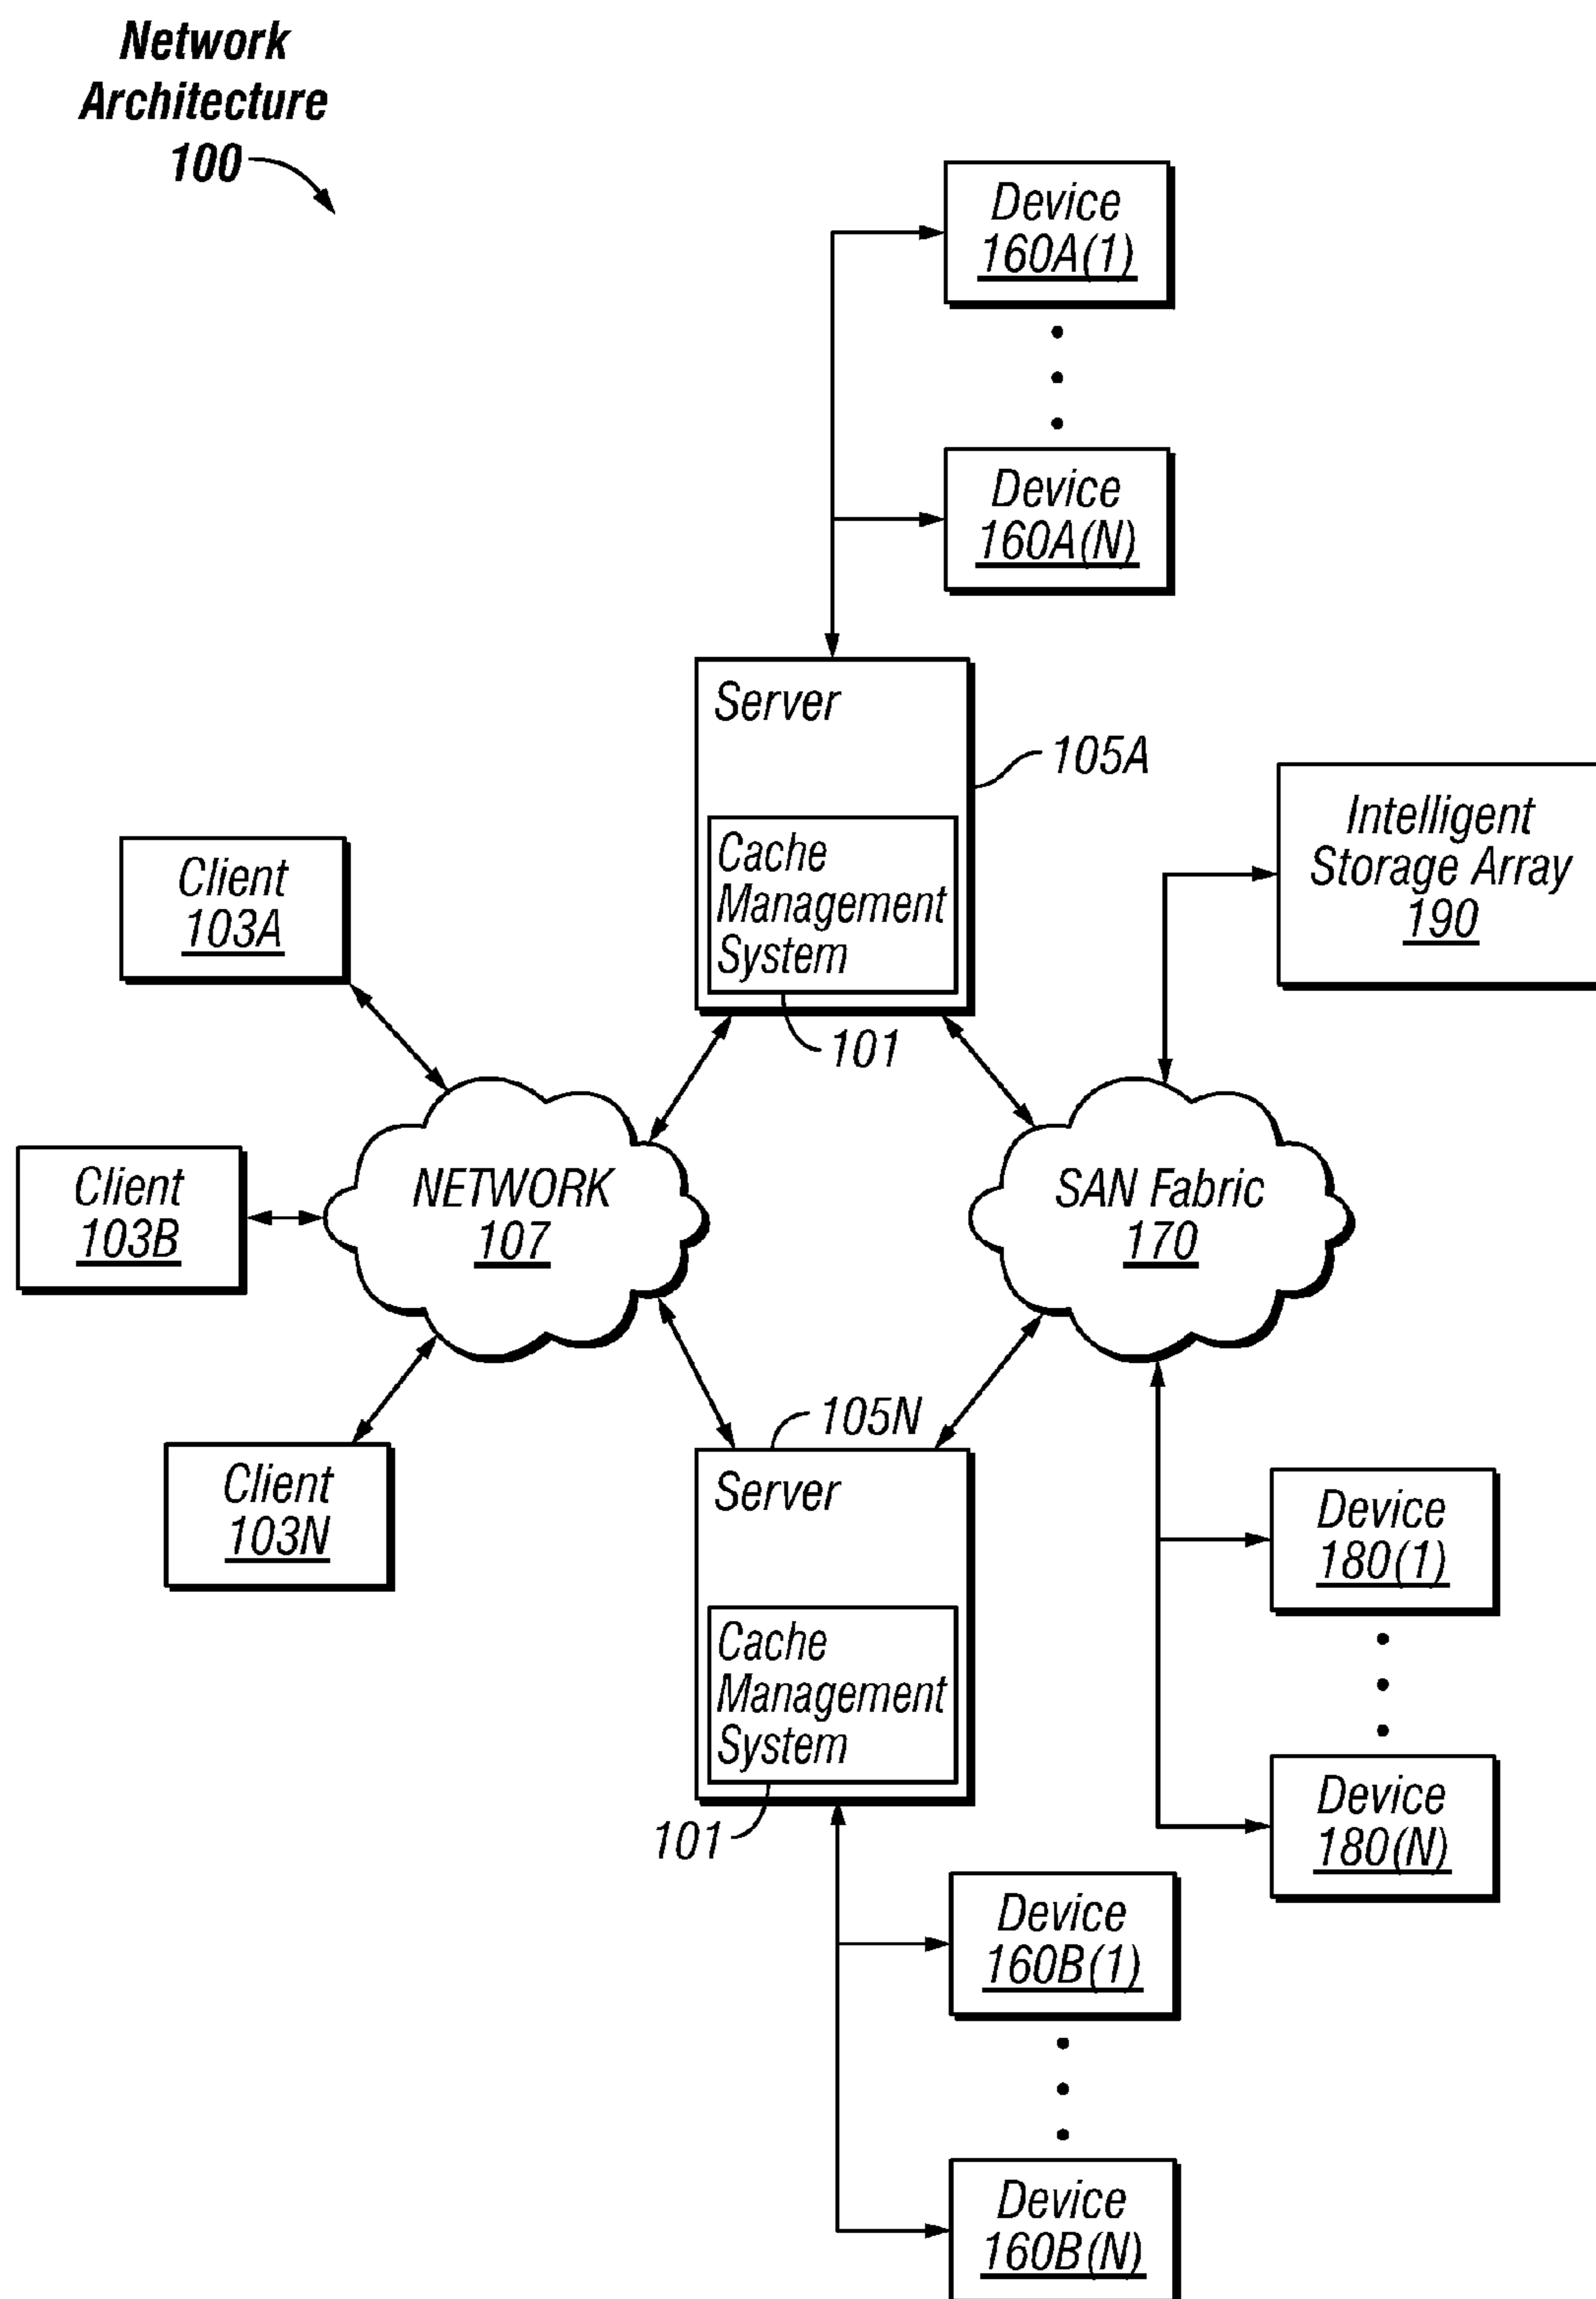 Network
Architecture
100
Device
160A(1)
Device
160A(N)
Server
105A
Cache
Management
System
101
Intelligent
Storage Array
190
Client
103A
Client
103B
NETWORK
107
SAN Fabric
170
Client
103N
105N
Server
Cache
Management
System
101
Device
180(1)
Device
180(N)
Device
160B(1)
Device
160B(N)